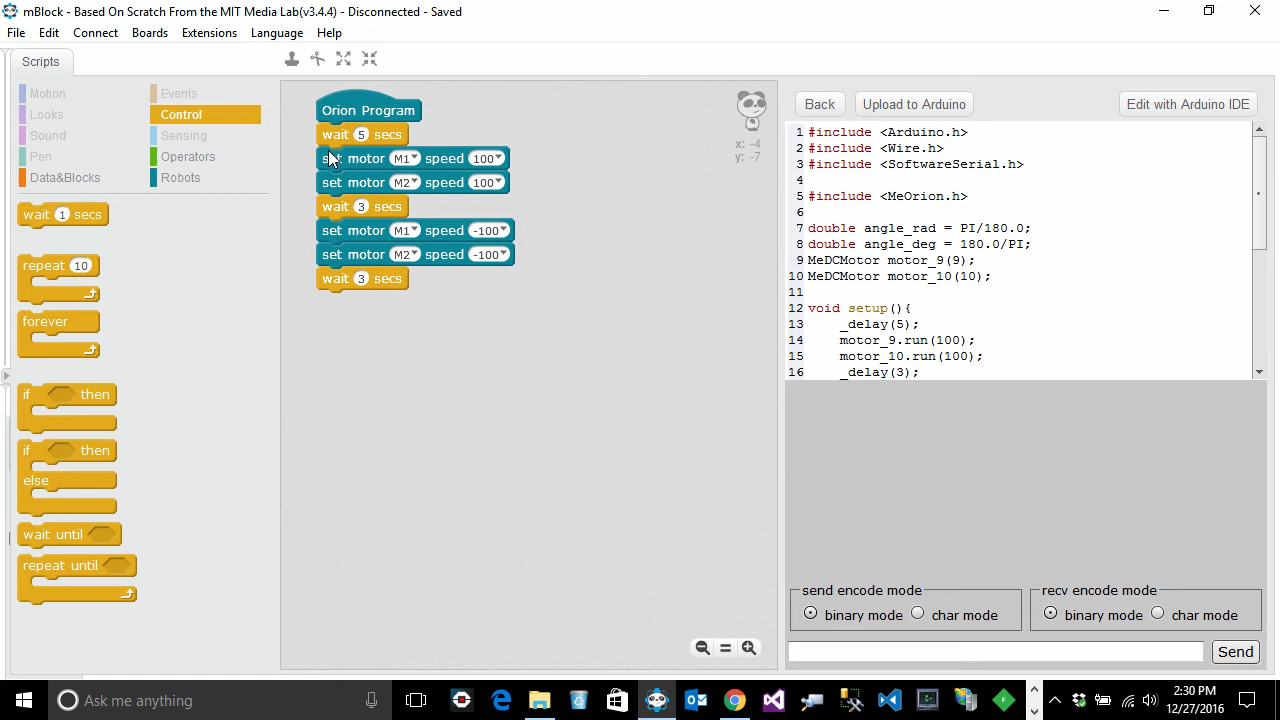 mBlock - Based On Scratch From the MIT Media Lab(v3.4.4) - Disconnected - Saved
File Edit Connect Boards Extensions Language Help
Scripts
Motion
Looks
Sound
Pen
Data&Blocks
Events
Control
Sensing
Operators
Robots
wait 1 secs
repeat 10
forever
if then
if then
else
wait until
repeat until
Orion Program
wait 5 secs
set motor M1 speed 100
set motor M2 speed 100
wait 3 secs
set motor M1 speed -100
set motor M2 speed -100
wait 3 secs
x: -4
y: -7
Back Upload to Arduino Edit with Arduino IDE
1 #include <Arduino.h>
2 #include <Wire.h>
3 #include <SoftwareSerial.h>
4
5 #include <MeOrion.h>
6
7 double angle_rad = PI/180.0;
8 double angle_deg = 180.0/PI;
9 MeDCMotor motor_9(9);
10 MeDCMotor motor_10(10);
11
12 void setup(){
13 _delay(5);
14 motor_9.run(100);
15 motor_10.run(100);
16 _delay(3);
send encode mode
binary mode char mode
recv encode mode
binary mode char mode
Send
Ask me anything
2:30 PM
12/27/2016